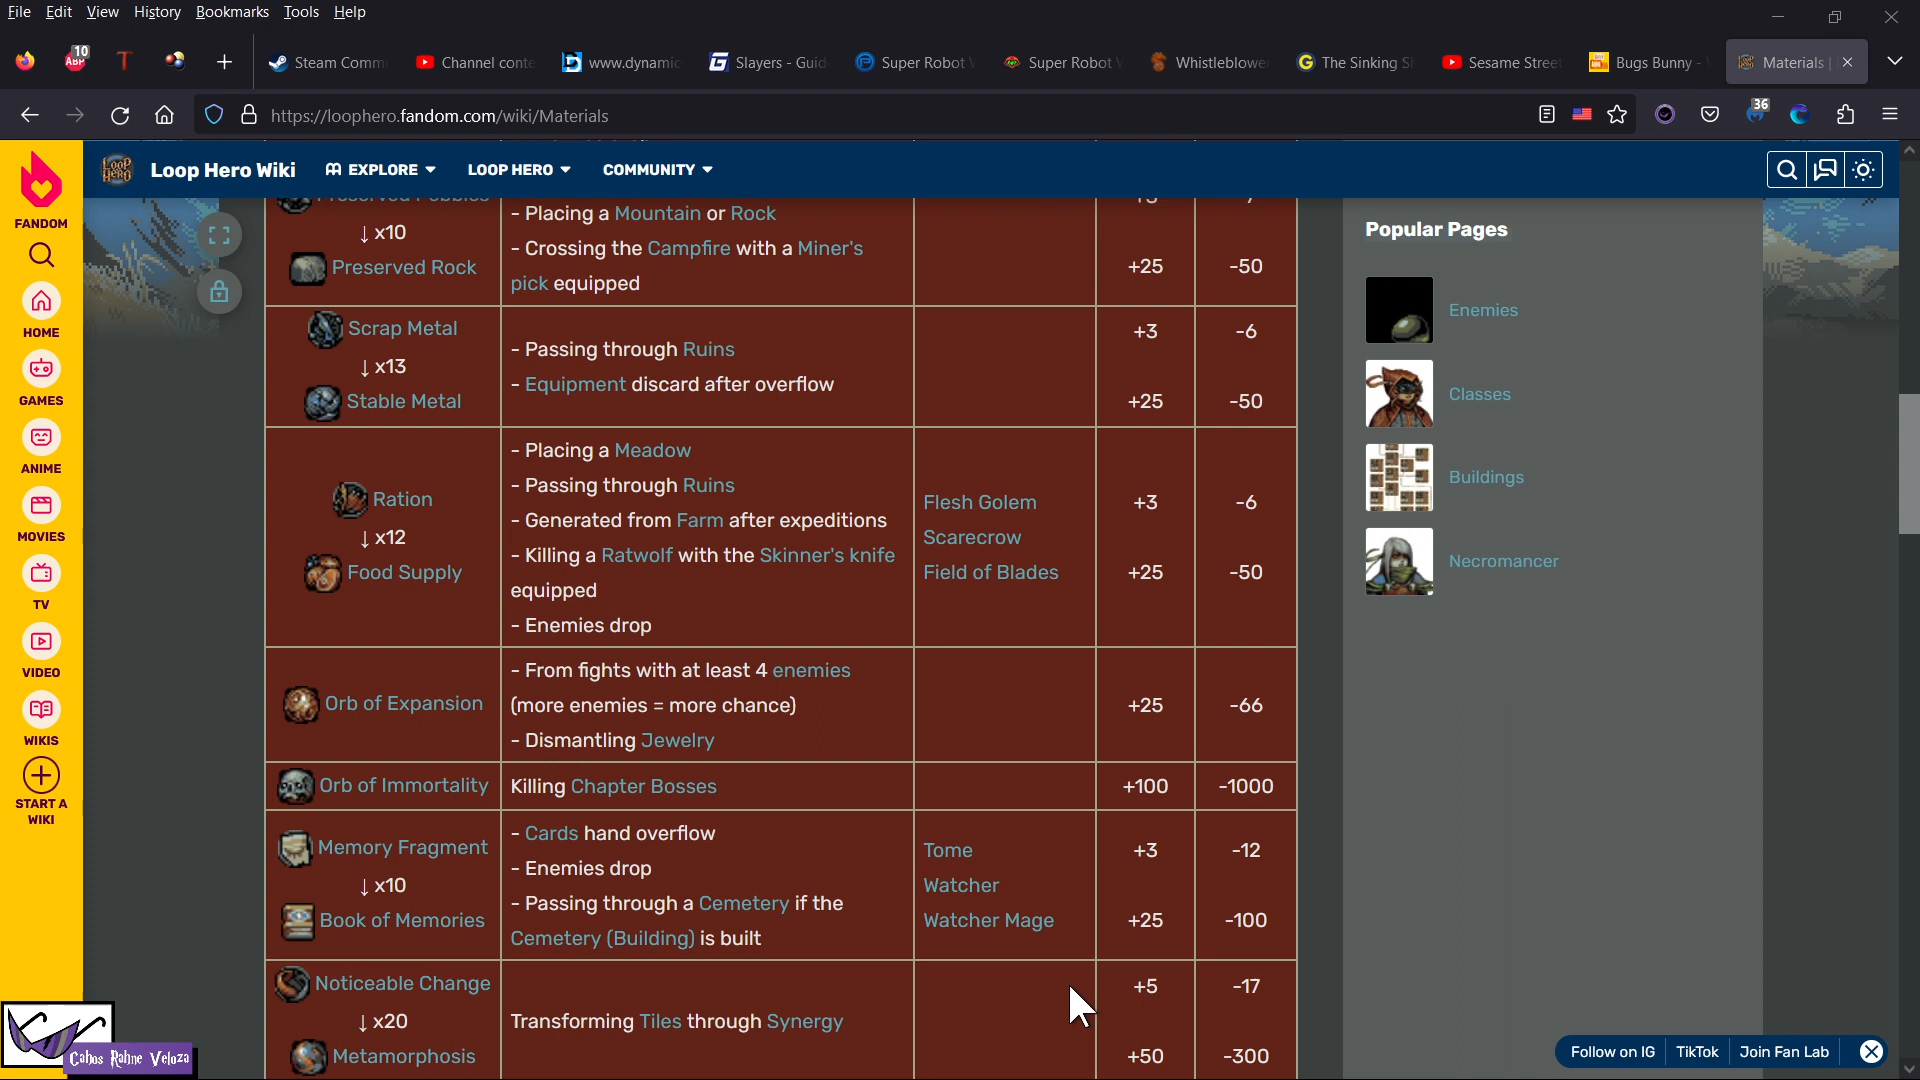 File Edit View History Bookmarks Tools Help
10
ABP
Steam Comm
Channel conte
www.dynamic
Slayers - Guid
Super Robot
Super Robot
Whistleblowe
The Sinking S
Sesame Street
Bugs Bunny -
Materials |
https://loophero.fandom.com/wiki/Materials
36
FANDOM
HOME
GAMES
ANIME
MOVIES
TV
VIDEO
WIKIS
START A
WIKI
Loop Hero Wiki EXPLORE LOOP HERO COMMUNITY
↓ x10
Preserved Rock
- Placing a Mountain or Rock
- Crossing the Campfire with a Miner's
pick equipped
+25 -50
Scrap Metal
↓ x13
Stable Metal
- Passing through Ruins
- Equipment discard after overflow
+3 -6
+25 -50
Ration
↓ x12
Food Supply
- Placing a Meadow
- Passing through Ruins
- Generated from Farm after expeditions
- Killing a Ratwolf with the Skinner's knife
equipped
- Enemies drop
Flesh Golem
Scarecrow
Field of Blades
+3 -6
+25 -50
Orb of Expansion
- From fights with at least 4 enemies
(more enemies = more chance)
- Dismantling Jewelry
+25 -66
Orb of Immortality
Killing Chapter Bosses
+100 -1000
Memory Fragment
↓ x10
Book of Memories
- Cards hand overflow
- Enemies drop
- Passing through a Cemetery if the
Cemetery (Building) is built
Tome
Watcher
Watcher Mage
+3 -12
+25 -100
Noticeable Change
↓ x20
Metamorphosis
Transforming Tiles through Synergy
+5 -17
+50 -300
Popular Pages
Enemies
Classes
Buildings
Necromancer
Follow on IG TikTok Join Fan Lab
Cahos Rahne Veloza